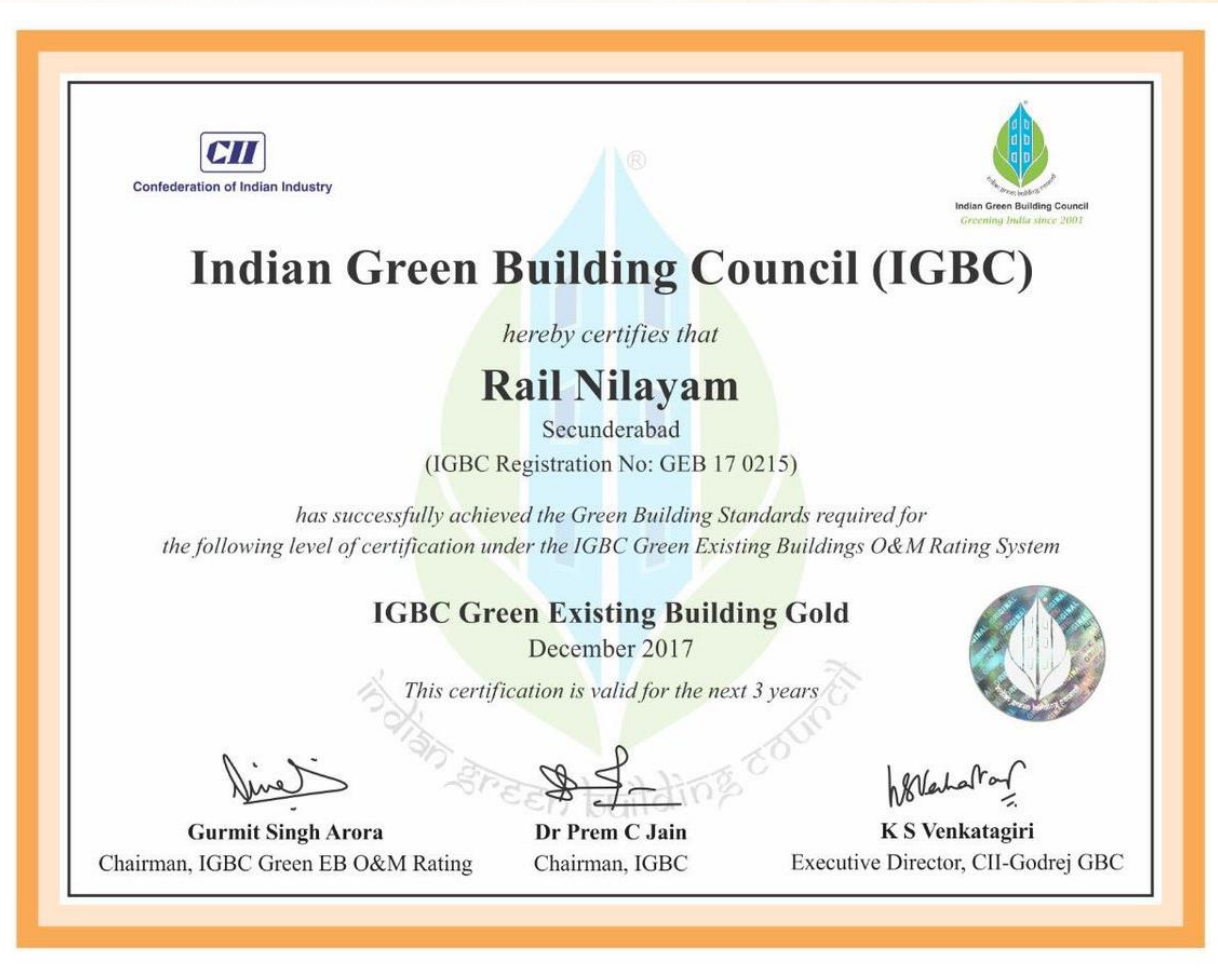 CII
Confederation of Indian Industry
®
indian green building council
Indian Green Building Council
Greening India since 2001
®
Indian Green Building Council (IGBC)
hereby certifies that
Rail Nilayam
Secunderabad
(IGBC Registration No: GEB 17 0215)
has successfully achieved the Green Building Standards required for
the following level of certification under the IGBC Green Existing Buildings O&M Rating System
IGBC Green Existing Building Gold
December 2017
This certification is valid for the next 3 years
indian green building council
Gurmit Singh Arora
Chairman, IGBC Green EB O&M Rating
Dr Prem C Jain
Chairman, IGBC
K S Venkatagiri
Executive Director, CII-Godrej GBC